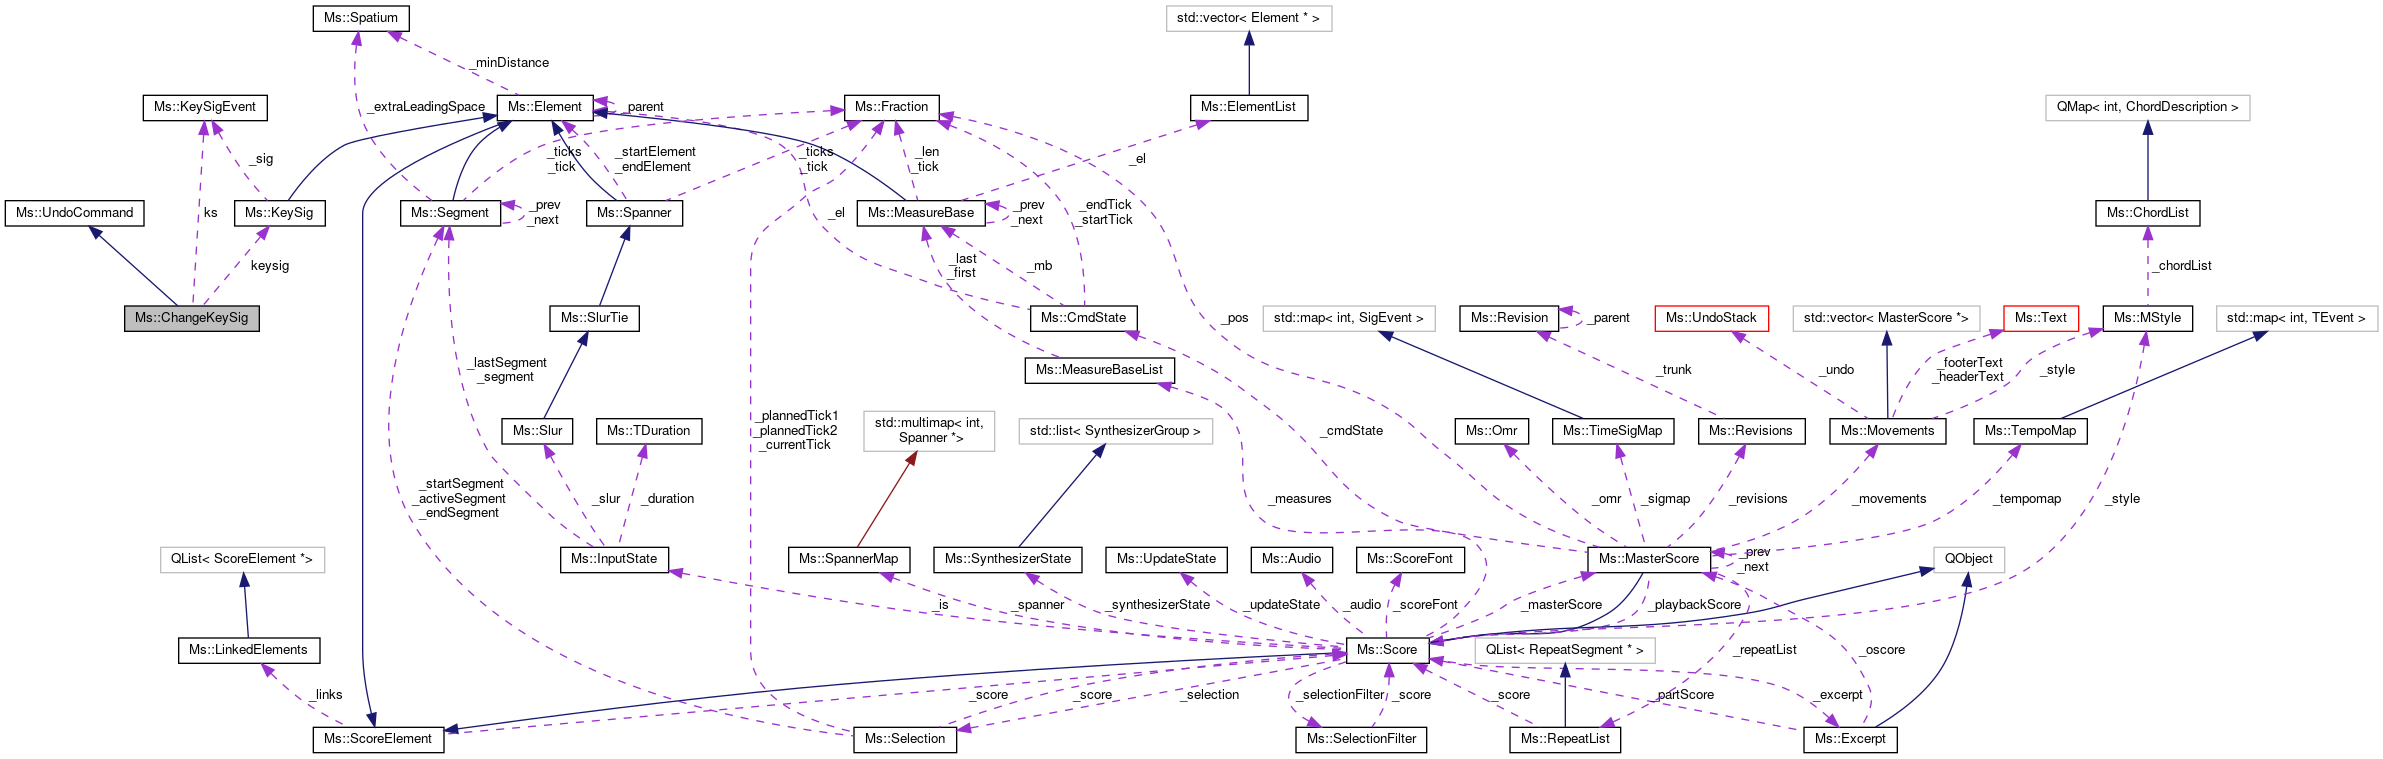 Ms::Spatium
std::vector< Element * >
_minDistance
Ms::KeySigEvent
_extraLeadingSpace
Ms::Element
_parent
Ms::Fraction
Ms::ElementList
QMap< int, ChordDescription >
_sig
_ticks
_tick
_startElement
_endElement
_ticks
_tick
_len
_tick
_el
Ms::UndoCommand
ks
Ms::KeySig
Ms::Segment
_prev
_next
Ms::Spanner
_el
Ms::MeasureBase
_prev
_next
_endTick
_startTick
Ms::ChordList
keysig
_last
_first
_mb
_chordList
Ms::ChangeKeySig
Ms::SlurTie
Ms::CmdState
_pos
std::map< int, SigEvent >
Ms::Revision
_parent
Ms::UndoStack
std::vector< MasterScore *>
Ms::Text
Ms::MStyle
std::map< int, TEvent >
_lastSegment
_segment
Ms::MeasureBaseList
_trunk
_undo
_footerText
_headerText
_style
_plannedTick1
_plannedTick2
_currentTick
Ms::Slur
Ms::TDuration
std::multimap< int,
Spanner *>
std::list< SynthesizerGroup >
_cmdState
Ms::Omr
Ms::TimeSigMap
Ms::Revisions
Ms::Movements
Ms::TempoMap
_startSegment
_activeSegment
_endSegment
_slur
_duration
_measures
_omr
_sigmap
_revisions
_movements
_tempomap
_style
QList< ScoreElement *>
Ms::InputState
Ms::SpannerMap
Ms::SynthesizerState
Ms::UpdateState
Ms::Audio
Ms::ScoreFont
Ms::MasterScore
_prev
_next
QObject
_is
_spanner
_synthesizerState
_updateState
_audio
_scoreFont
_masterScore
_playbackScore
Ms::LinkedElements
Ms::Score
QList< RepeatSegment * >
_repeatList
_oscore
_links
_score
_score
_selection
_selectionFilter
_score
_score
_partScore
_excerpt
Ms::ScoreElement
Ms::Selection
Ms::SelectionFilter
Ms::RepeatList
Ms::Excerpt